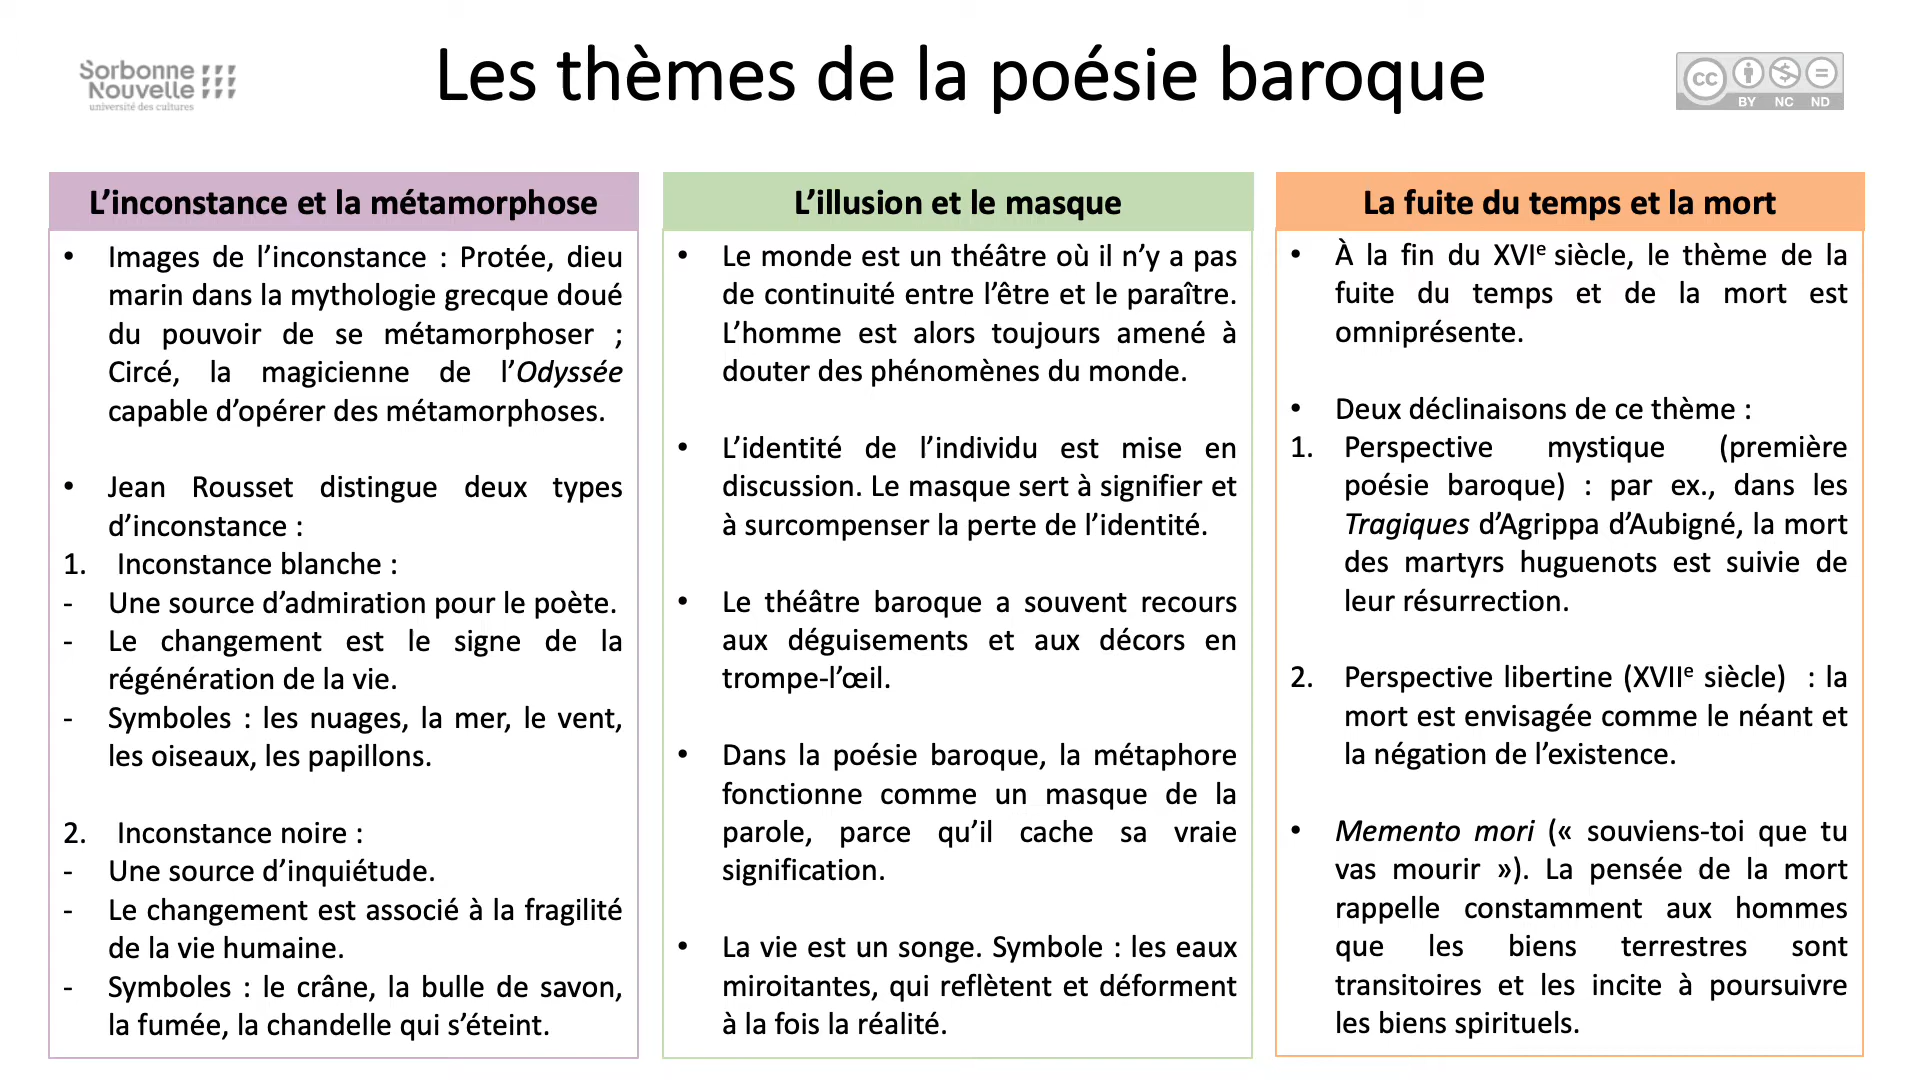 Sorbonne
Nouvelle
université des cultures
Les thèmes de la poésie baroque
cc
BY NC ND
L’inconstance et la métamorphose
• Images de l’inconstance : Protée, dieu
marin dans la mythologie grecque doué
du pouvoir de se métamorphoser ;
Circé, la magicienne de l’Odyssée
capable d’opérer des métamorphoses.
• Jean Rousset distingue deux types
d’inconstance :
1. Inconstance blanche :
- Une source d’admiration pour le poète.
- Le changement est le signe de la
régénération de la vie.
- Symboles : les nuages, la mer, le vent,
les oiseaux, les papillons.
2. Inconstance noire :
- Une source d’inquiétude.
- Le changement est associé à la fragilité
de la vie humaine.
- Symboles : le crâne, la bulle de savon,
la fumée, la chandelle qui s’éteint.
L’illusion et le masque
• Le monde est un théâtre où il n’y a pas
de continuité entre l’être et le paraître.
L’homme est alors toujours amené à
douter des phénomènes du monde.
• L’identité de l’individu est mise en
discussion. Le masque sert à signifier et
à surcompenser la perte de l’identité.
• Le théâtre baroque a souvent recours
aux déguisements et aux décors en
trompe-l’œil.
• Dans la poésie baroque, la métaphore
fonctionne comme un masque de la
parole, parce qu’il cache sa vraie
signification.
• La vie est un songe. Symbole : les eaux
miroitantes, qui reflètent et déforment
à la fois la réalité.
La fuite du temps et la mort
• À la fin du XVIe siècle, le thème de la
fuite du temps et de la mort est
omniprésente.
• Deux déclinaisons de ce thème :
1. Perspective mystique (première
poésie baroque) : par ex., dans les
Tragiques d’Agrippa d’Aubigné, la mort
des martyrs huguenots est suivie de
leur résurrection.
2. Perspective libertine (XVIIe siècle) : la
mort est envisagée comme le néant et
la négation de l’existence.
• Memento mori (« souviens-toi que tu
vas mourir »). La pensée de la mort
rappelle constamment aux hommes
que les biens terrestres sont
transitoires et les incite à poursuivre
les biens spirituels.